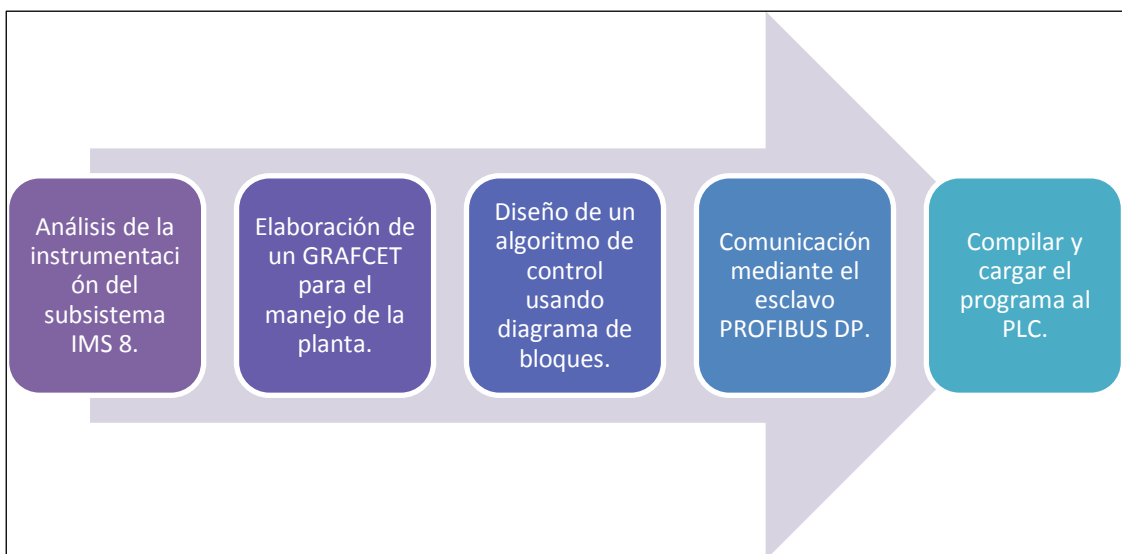 Análisis de la
instrumentaci
ón del
subsistema
IMS 8.
Elaboración de
un GRAFCET
para el
manejo de la
planta.
Diseño de un
algoritmo de
control
usando
diagrama de
bloques.
Comunicación
mediante el
esclavo
PROFIBUS DP.
Compilar y
cargar el
programa al
PLC.